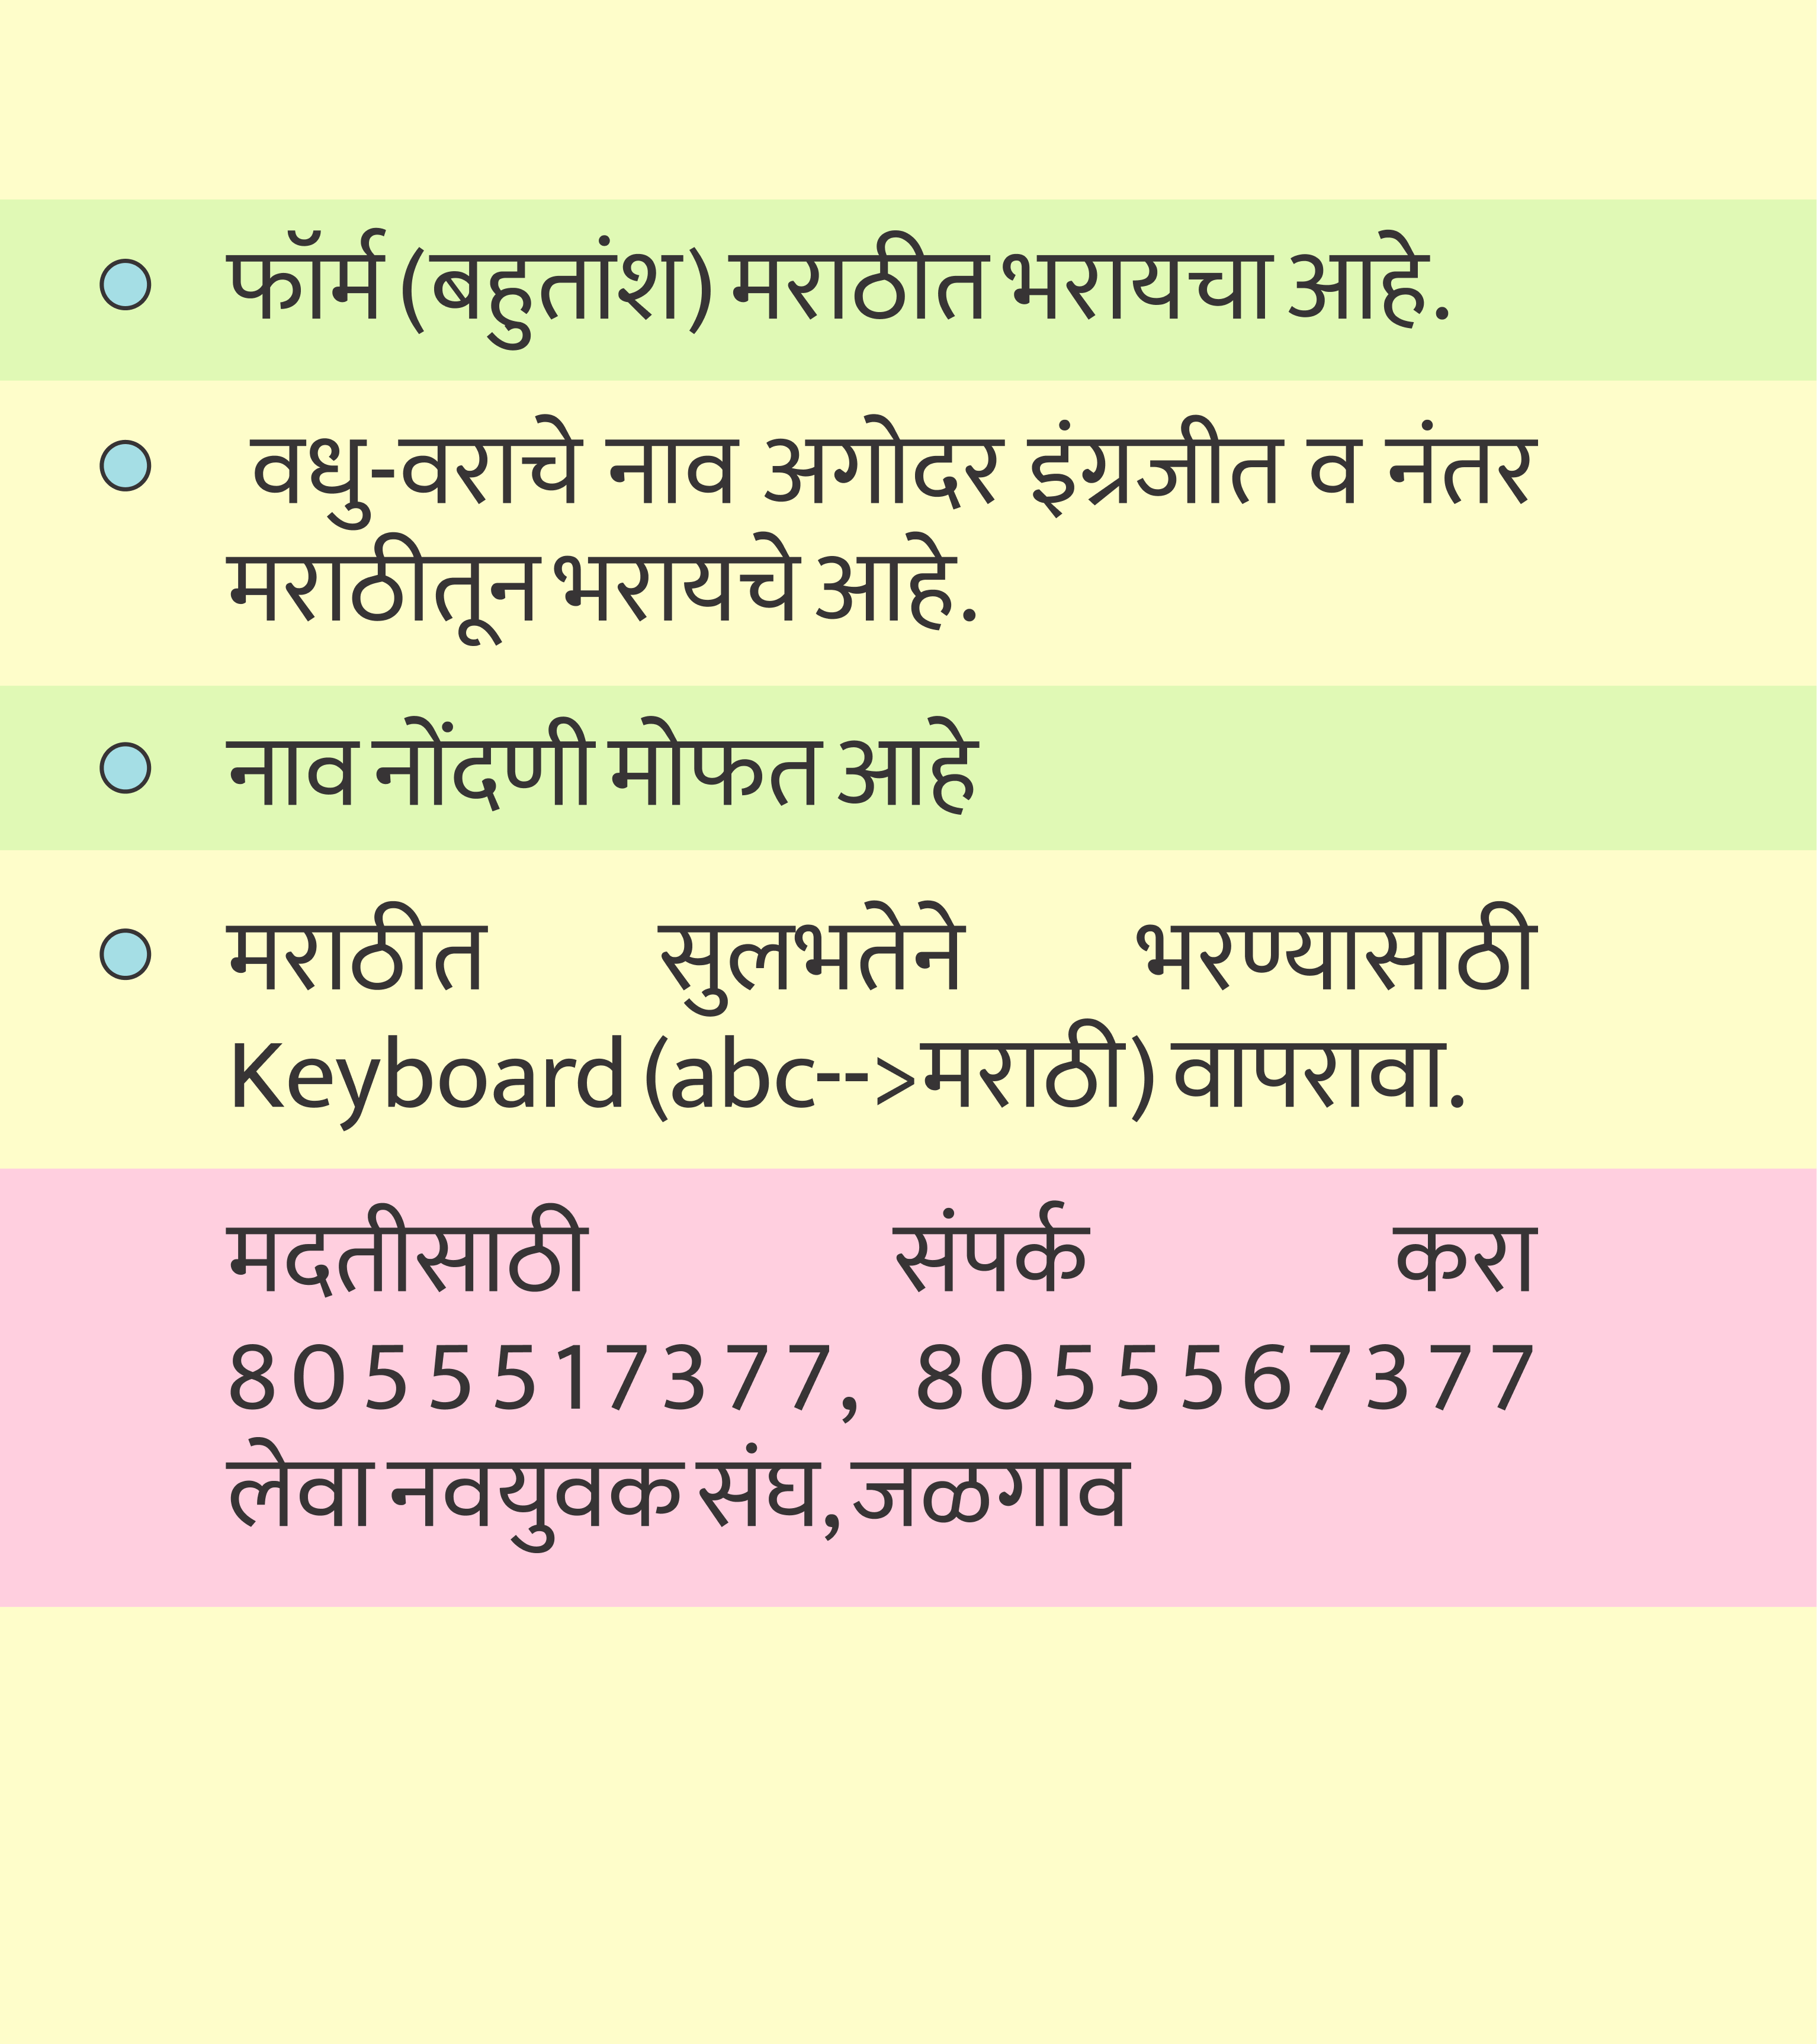 फॉर्म (बहुतांश) मराठीत भरायचा आहे.
वधु-वराचे नाव अगोदर इंग्रजीत व नंतर
मराठीतून भरायचे आहे.
नाव नोंदणी मोफत आहे
मराठीत सुलभतेने भरण्यासाठी
Keyboard (abc-->मराठी) वापरावा.
मदतीसाठी संपर्क करा
8055517377, 8055567377
लेवा नवयुवक संघ, जळगाव